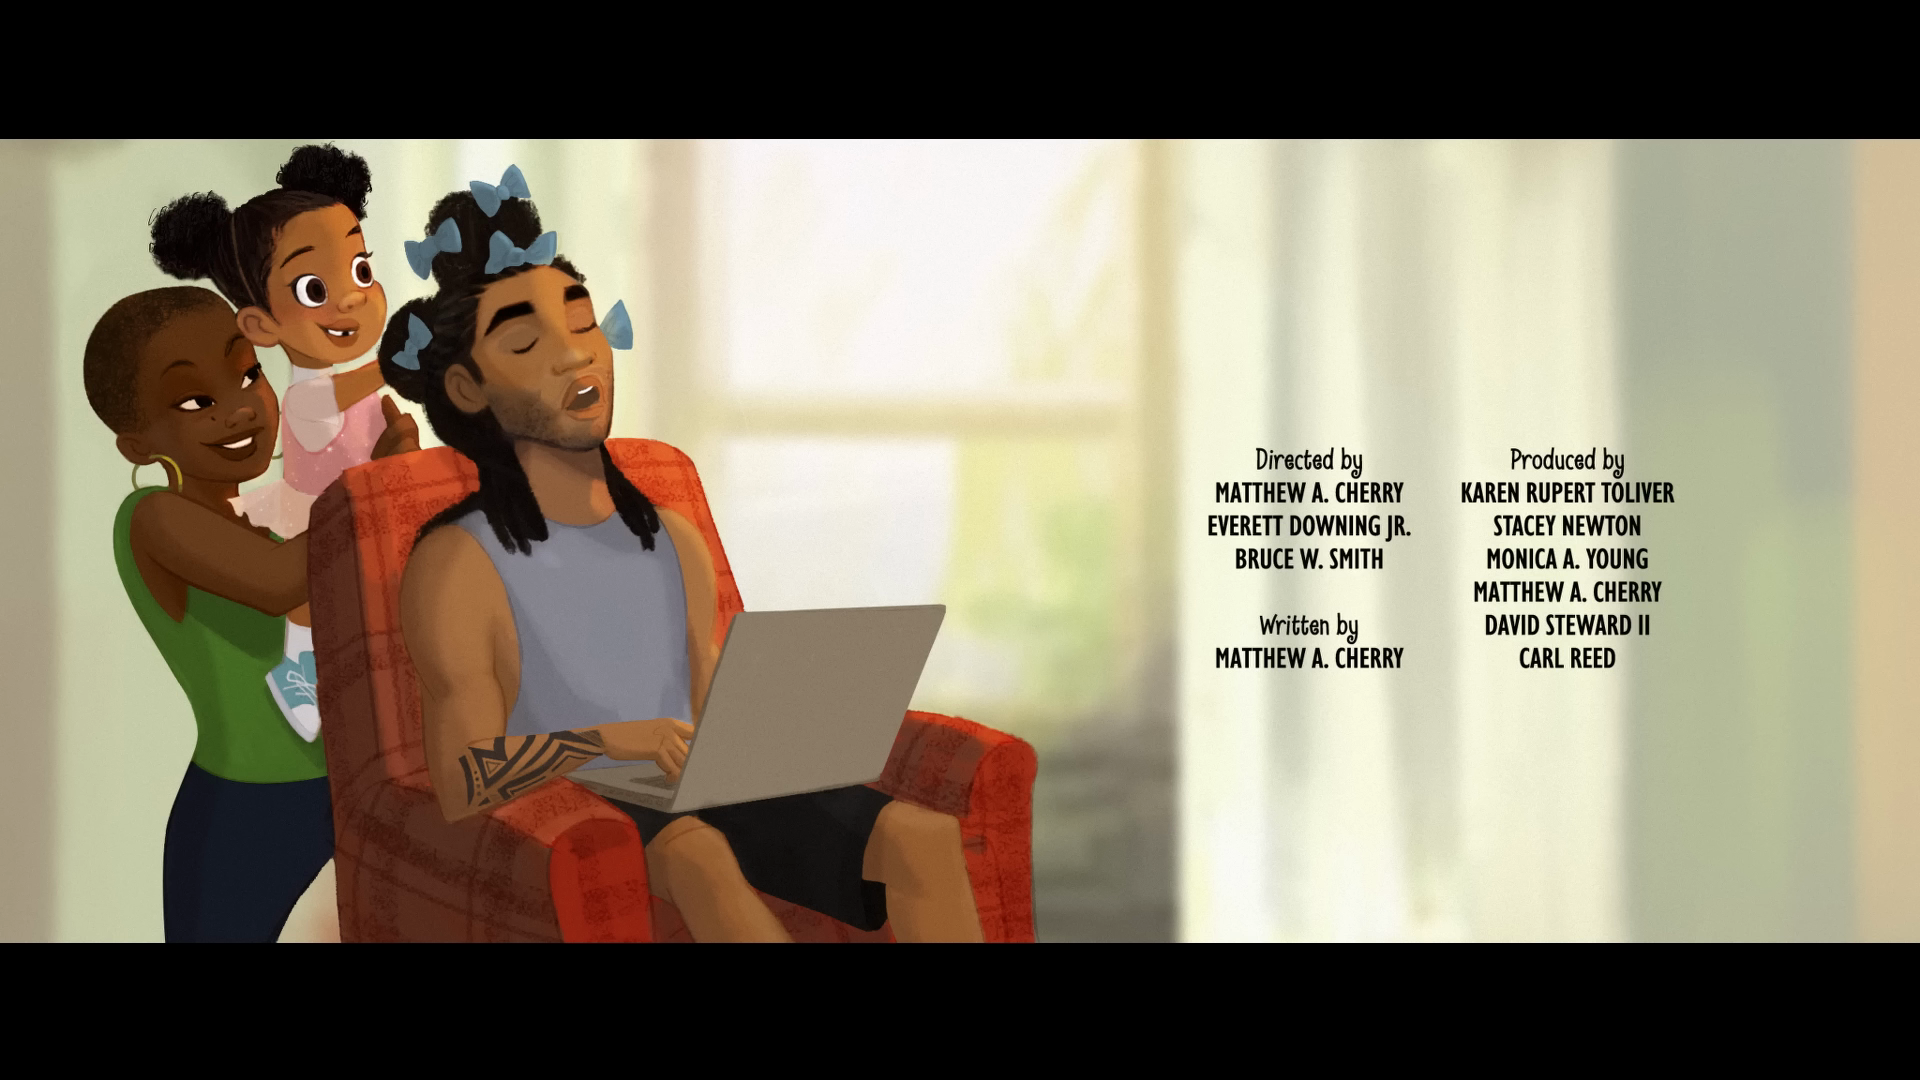 Directed by
MATTHEW A. CHERRY
EVERETT DOWNING JR.
BRUCE W. SMITH
Written by
MATTHEW A. CHERRY
Produced by
KAREN RUPERT TOLIVER
STACEY NEWTON
MONICA A. YOUNG
MATTHEW A. CHERRY
DAVID STEWARD II
CARL REED